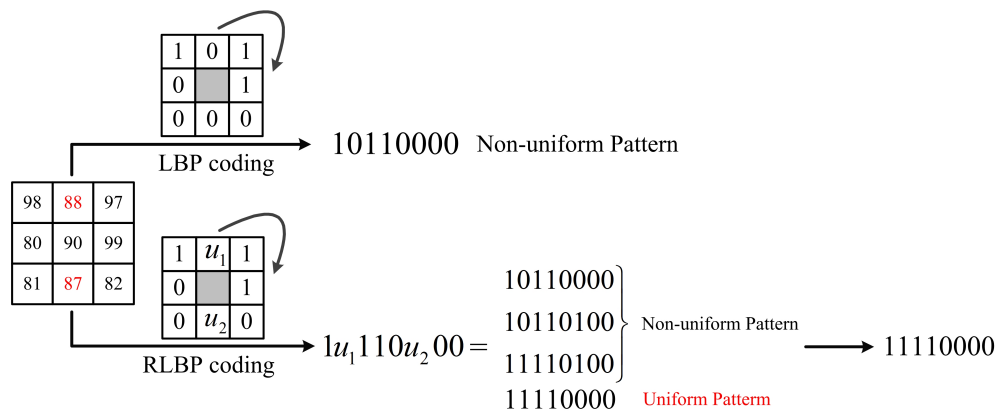 1 0 1
0 1
0 0 0
LBP coding
10110000 Non-uniform Pattern
98 88 97
80 90 99
81 87 82
1 u₁ 1
0 1
0 u₂ 0
RLBP coding
1u₁110u₂00 =
10110000
10110100
11110100
Non-uniform Pattern
11110000 Uniform Patterm
11110000